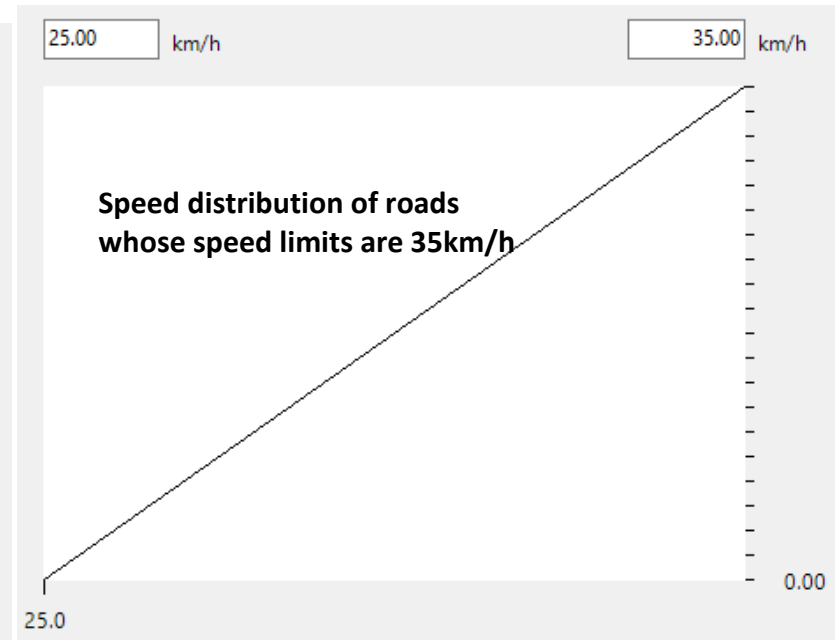 25.00 km/h 35.00 km/h
Speed distribution of roads
whose speed limits are 35km/h
0.00
25.0